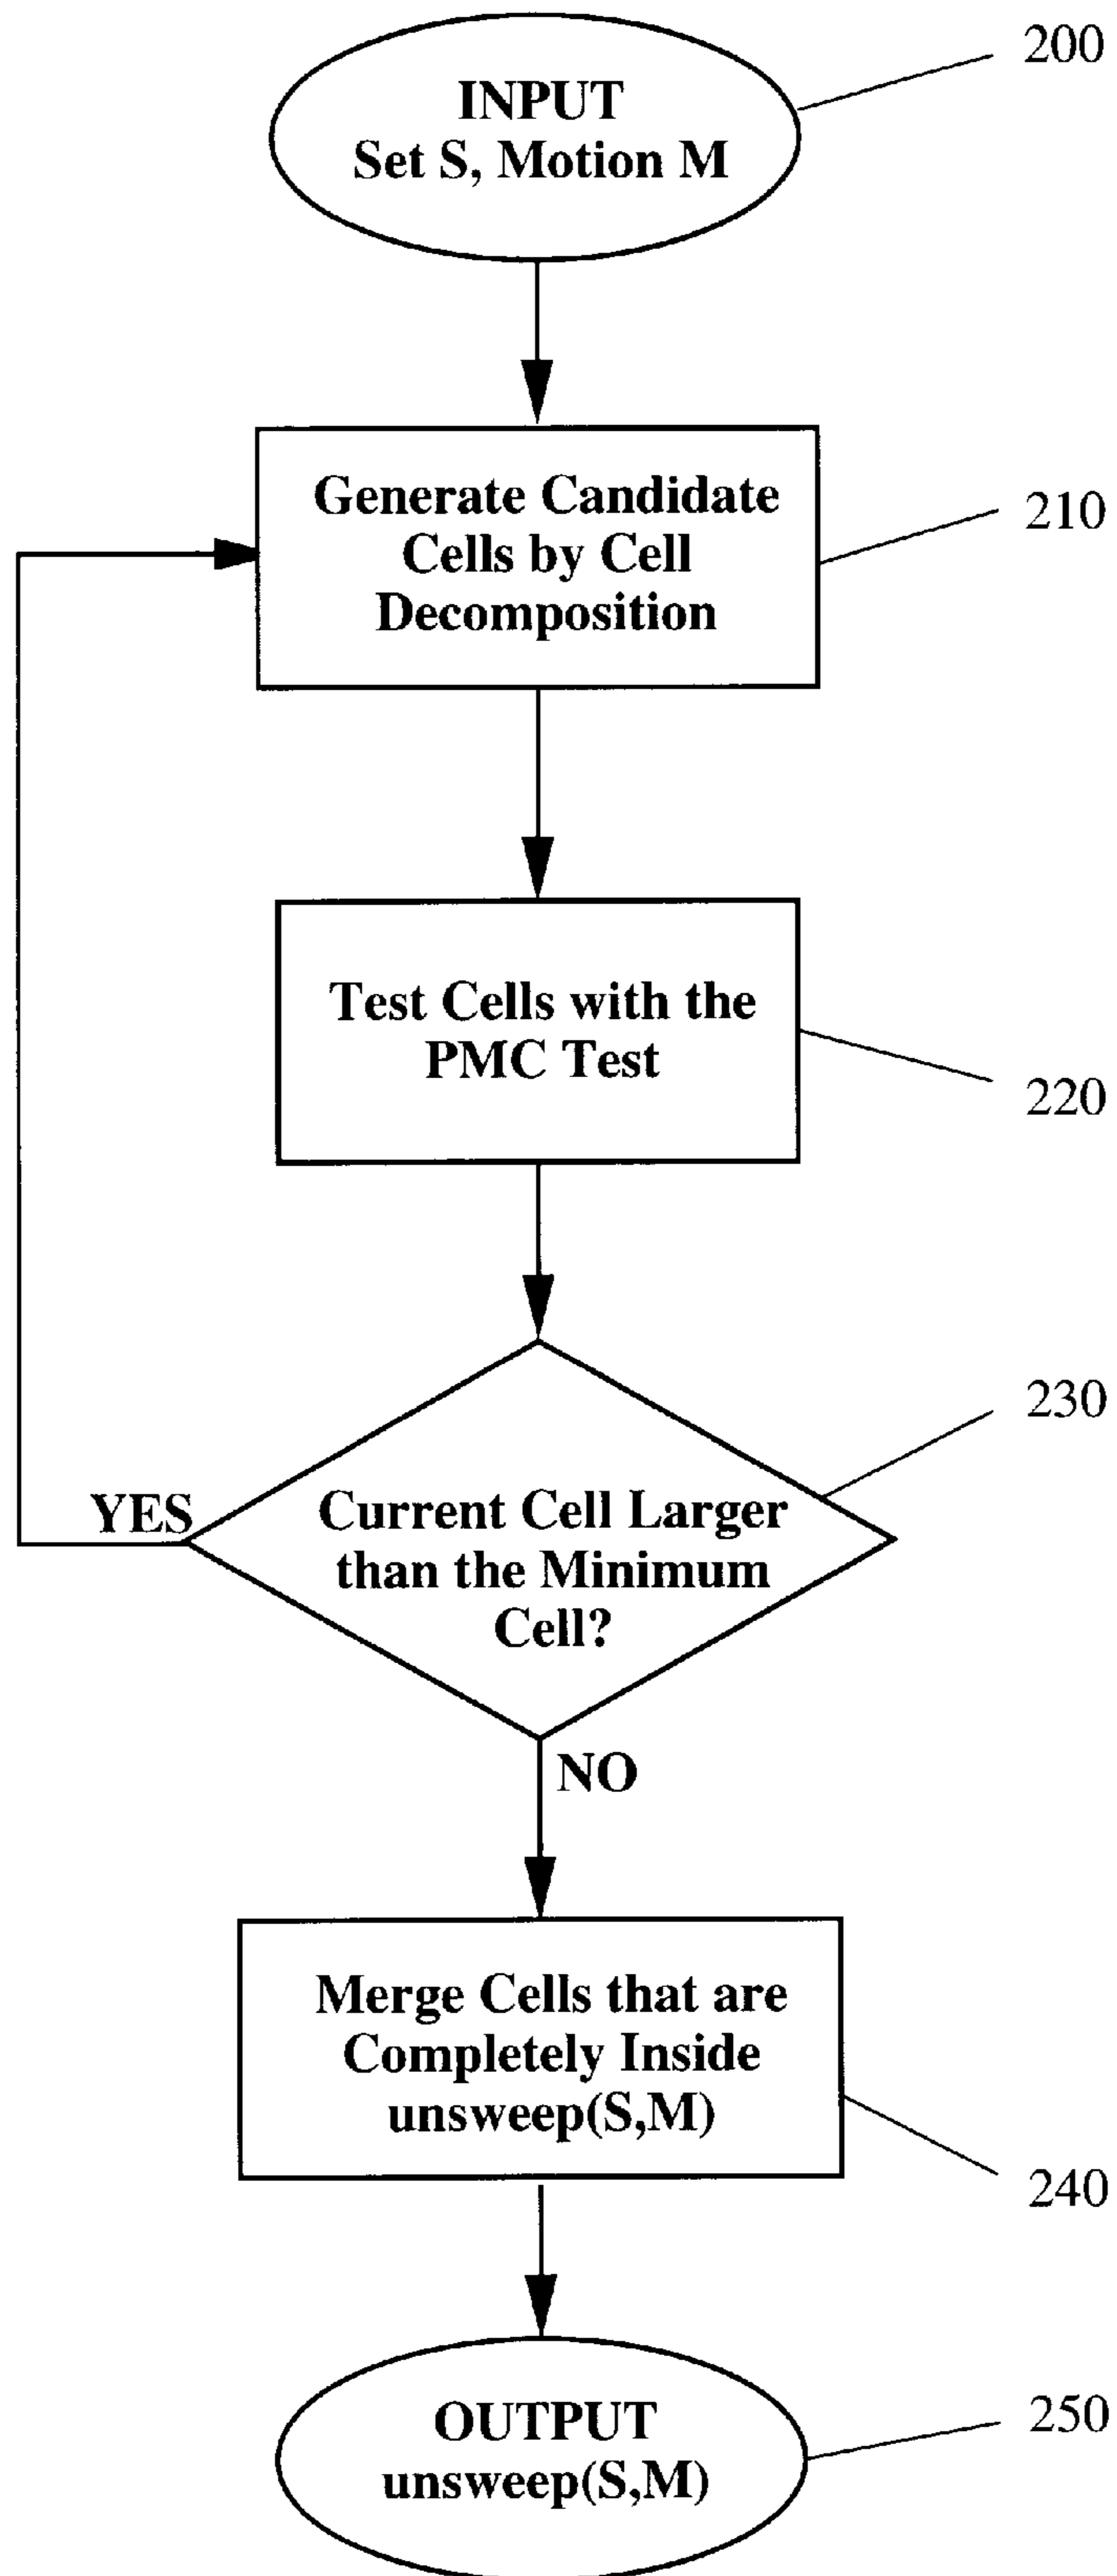 200
INPUT
Set S, Motion M
Generate Candidate
Cells by Cell
Decomposition
210
Test Cells with the
PMC Test
220
230
YES
Current Cell Larger
than the Minimum
Cell?
NO
Merge Cells that are
Completely Inside
unsweep(S,M)
240
250
OUTPUT
unsweep(S,M)